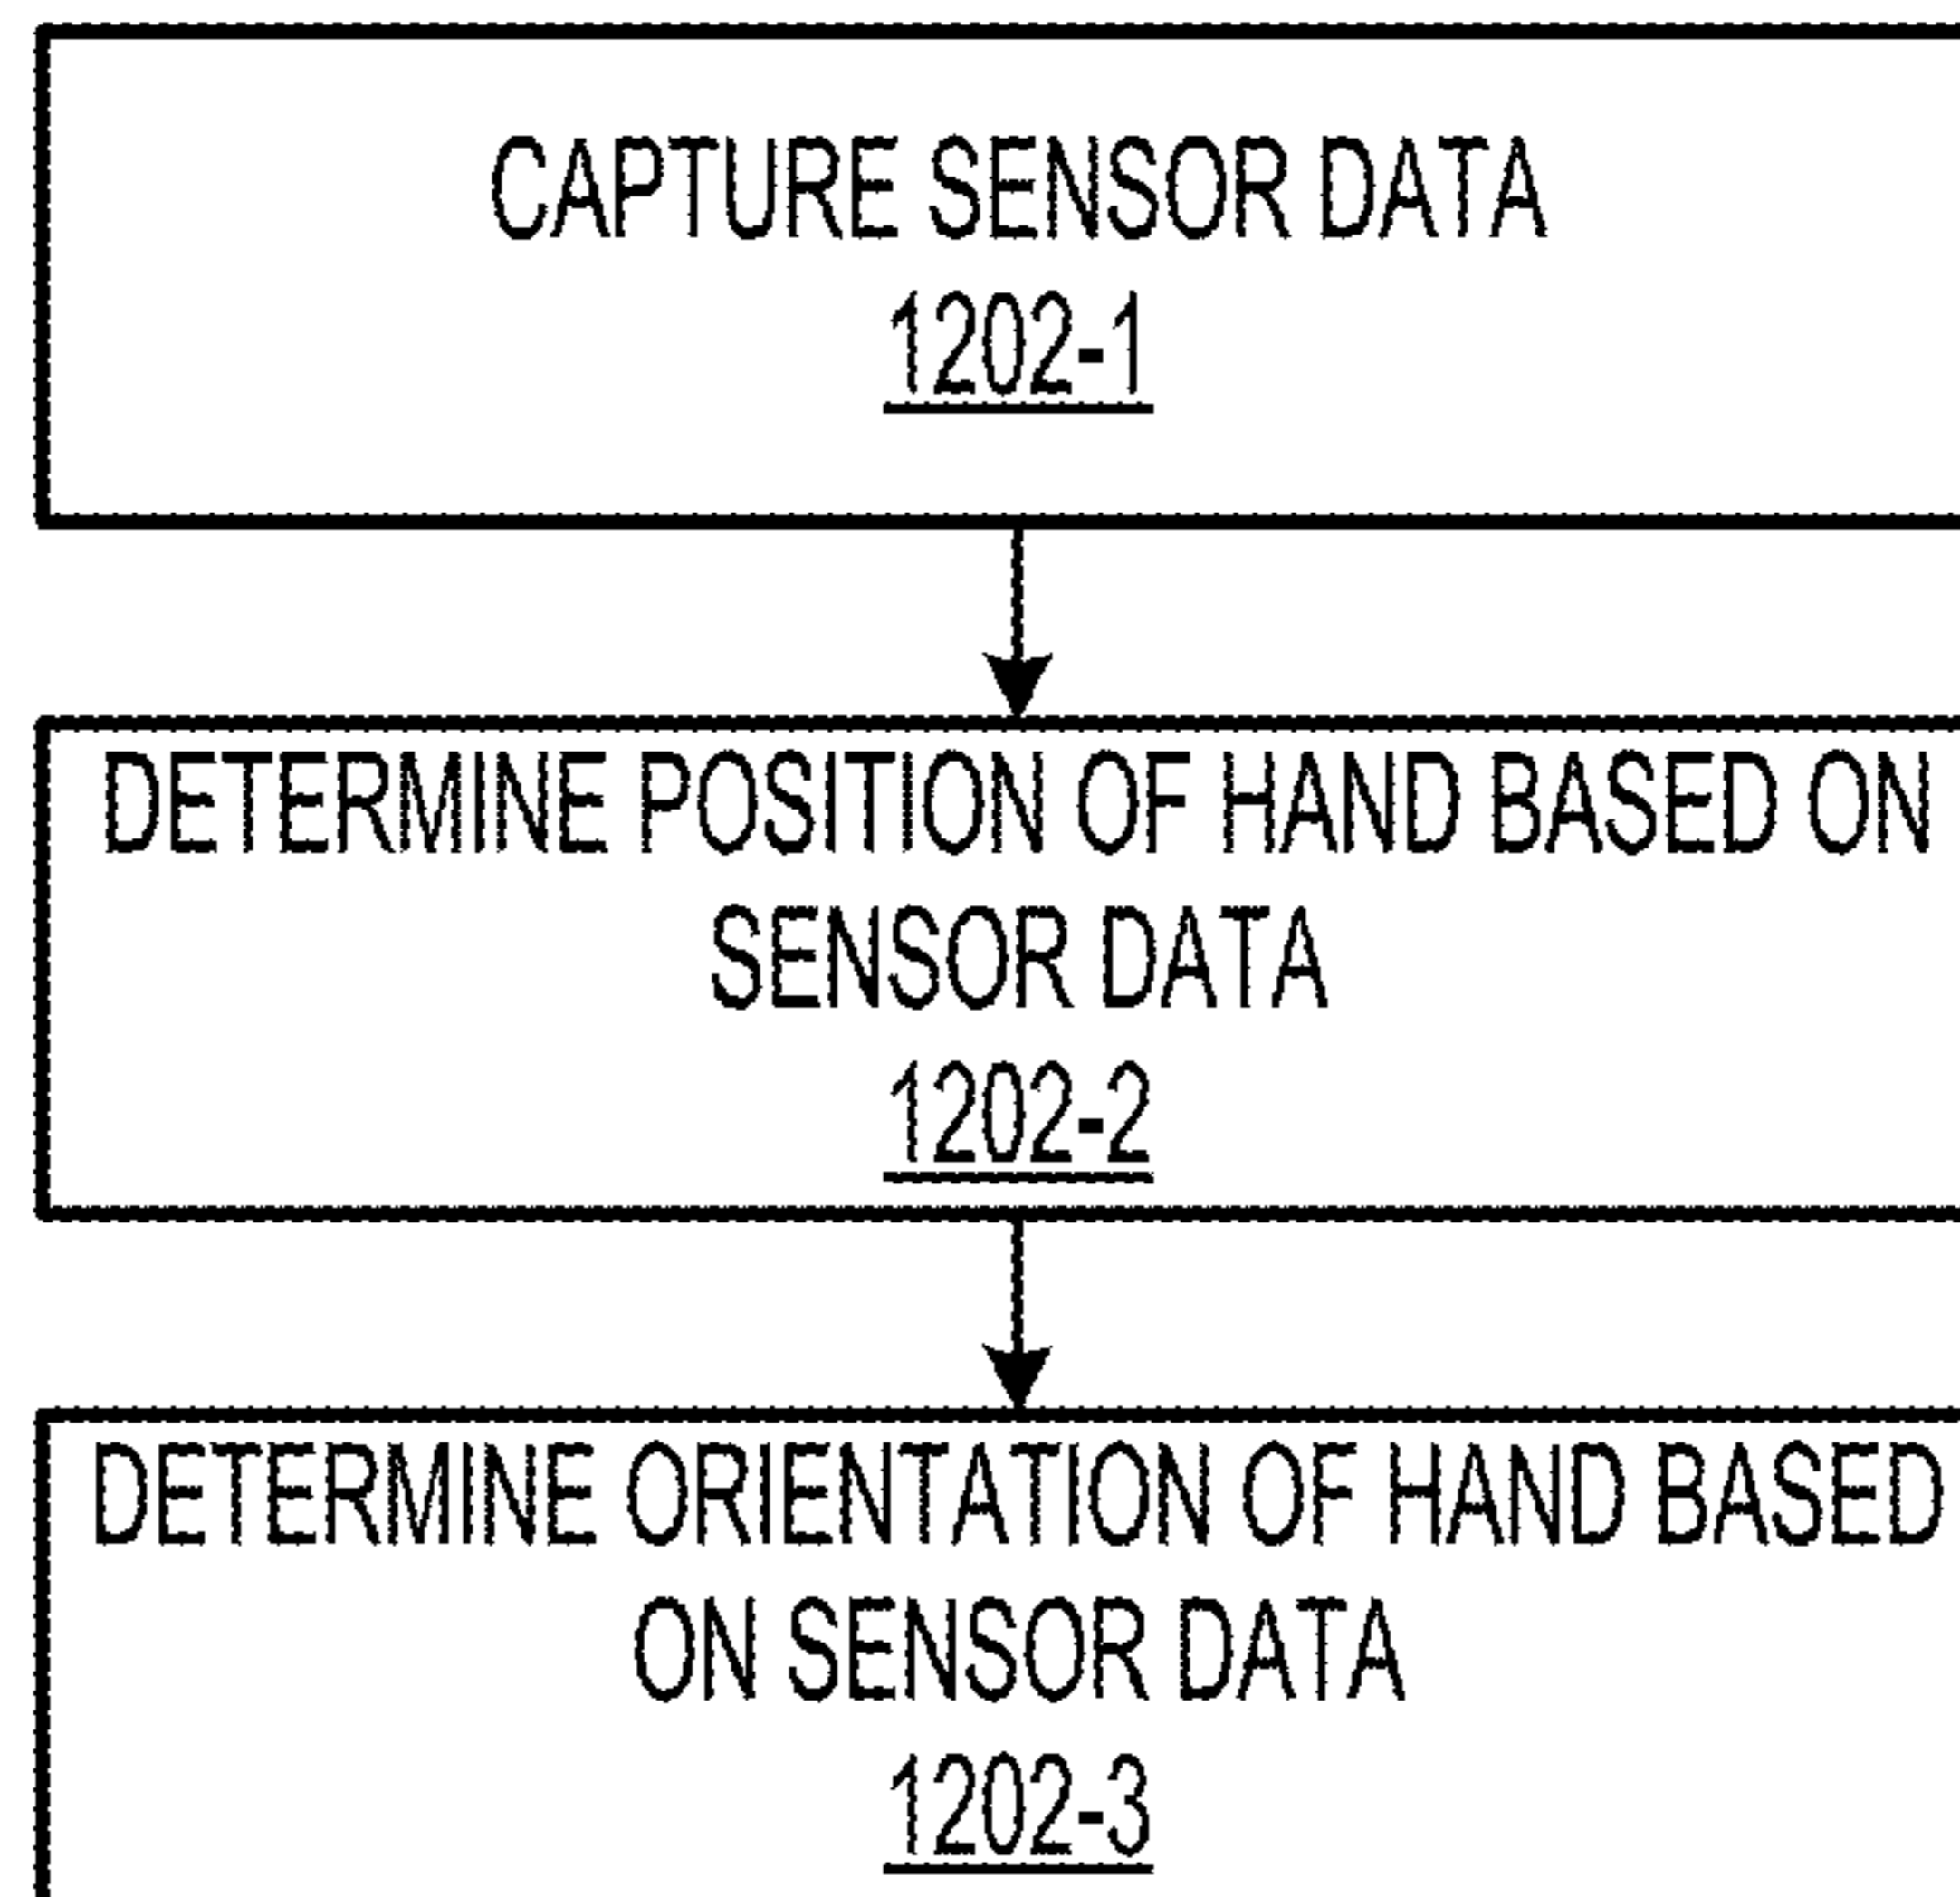 CAPTURE SENSOR DATA
1202-1
DETERMINE POSITION OF HAND BASED ON
SENSOR DATA
1202-2
DETERMINE ORIENTATION OF HAND BASED
ON SENSOR DATA
1202-3